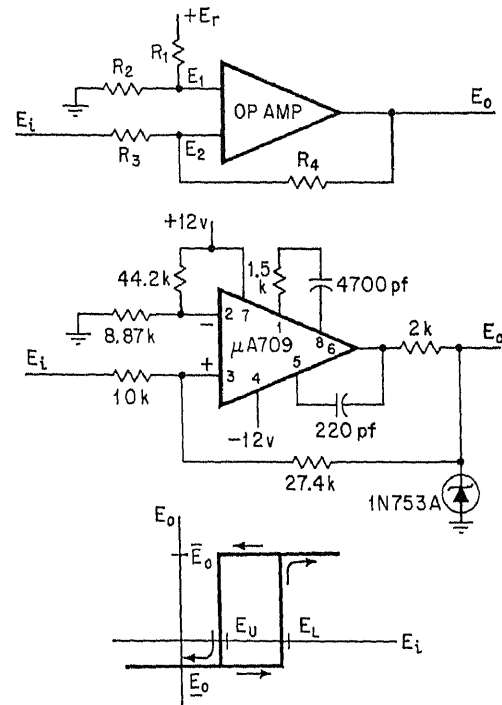 +Er
R1
R2
E1
OP AMP
Eo
Ei
R3
E2
R4
+12v
44.2k
1.5
k
4700 pf
8.87k
2
7
1
8
6
2k
Eo
−
μA709
Ei
+
3
4
5
10k
−12v
220 pf
27.4k
1N753A
Eo
Ēo
EU
EL
Ei
E̲o